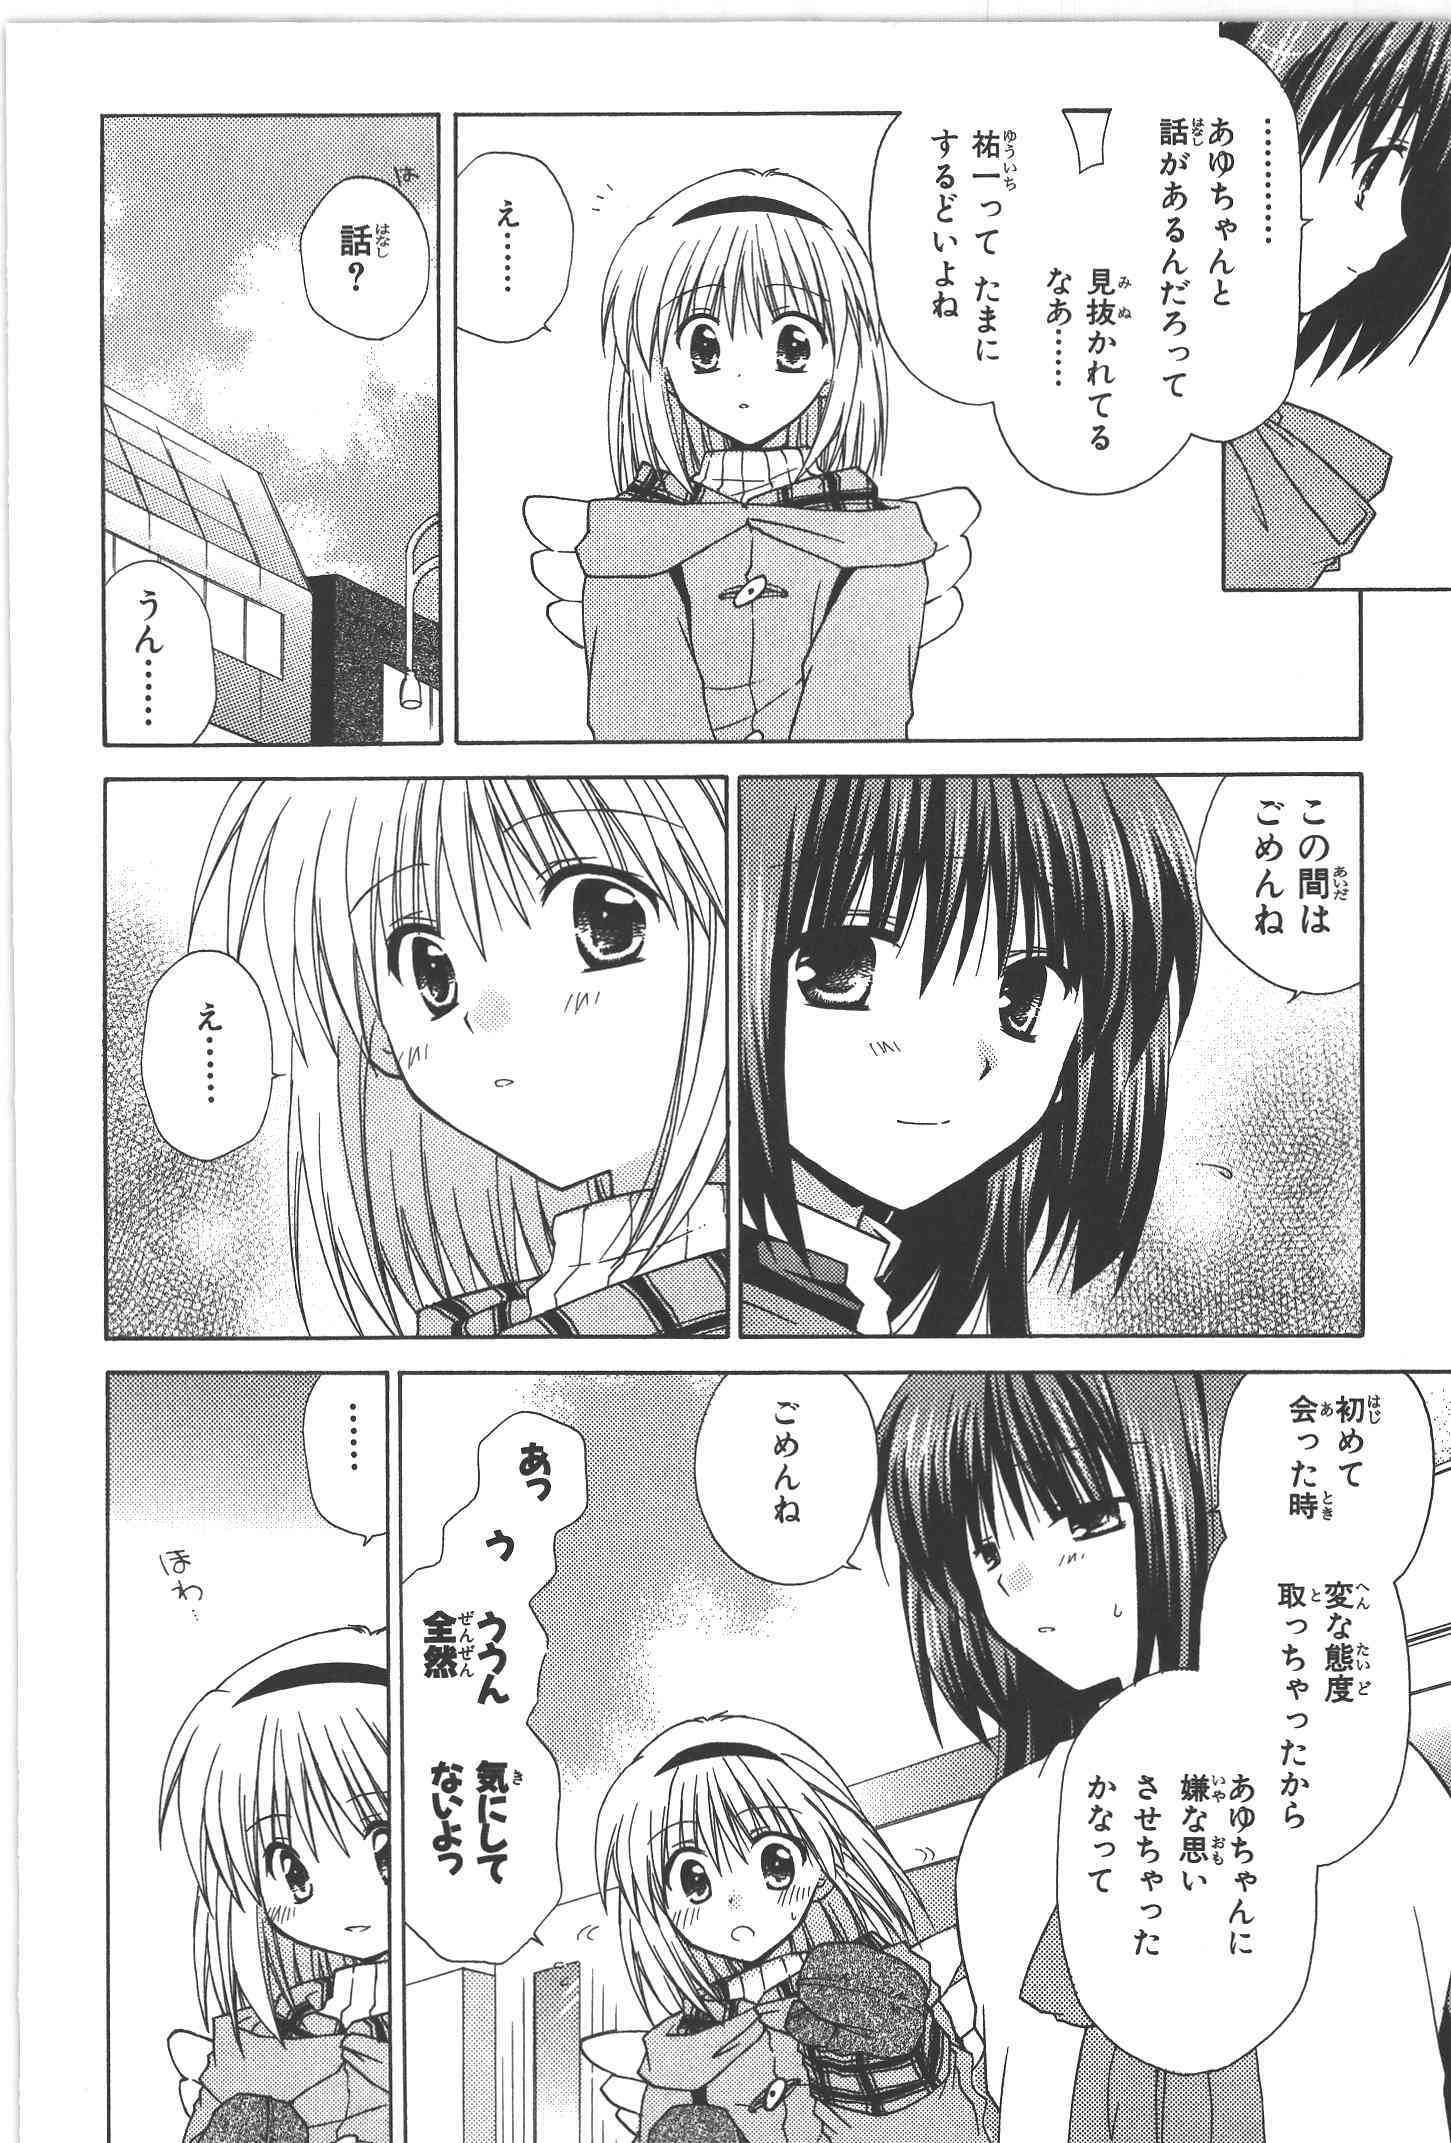 …………
あゆちゃんと
話があるんだろって
見抜かれてる
なあ……
祐一って たまに
するどいよね
え……
は
話?
うん……
この間は
ごめんね
え……
初めて
会った時
変な態度
取っちゃったから
あゆちゃんに
嫌な思い
させちゃった
かなって
ごめんね
あっ
う
ううん
全然
気にして
ないよっ
……
ほわ…